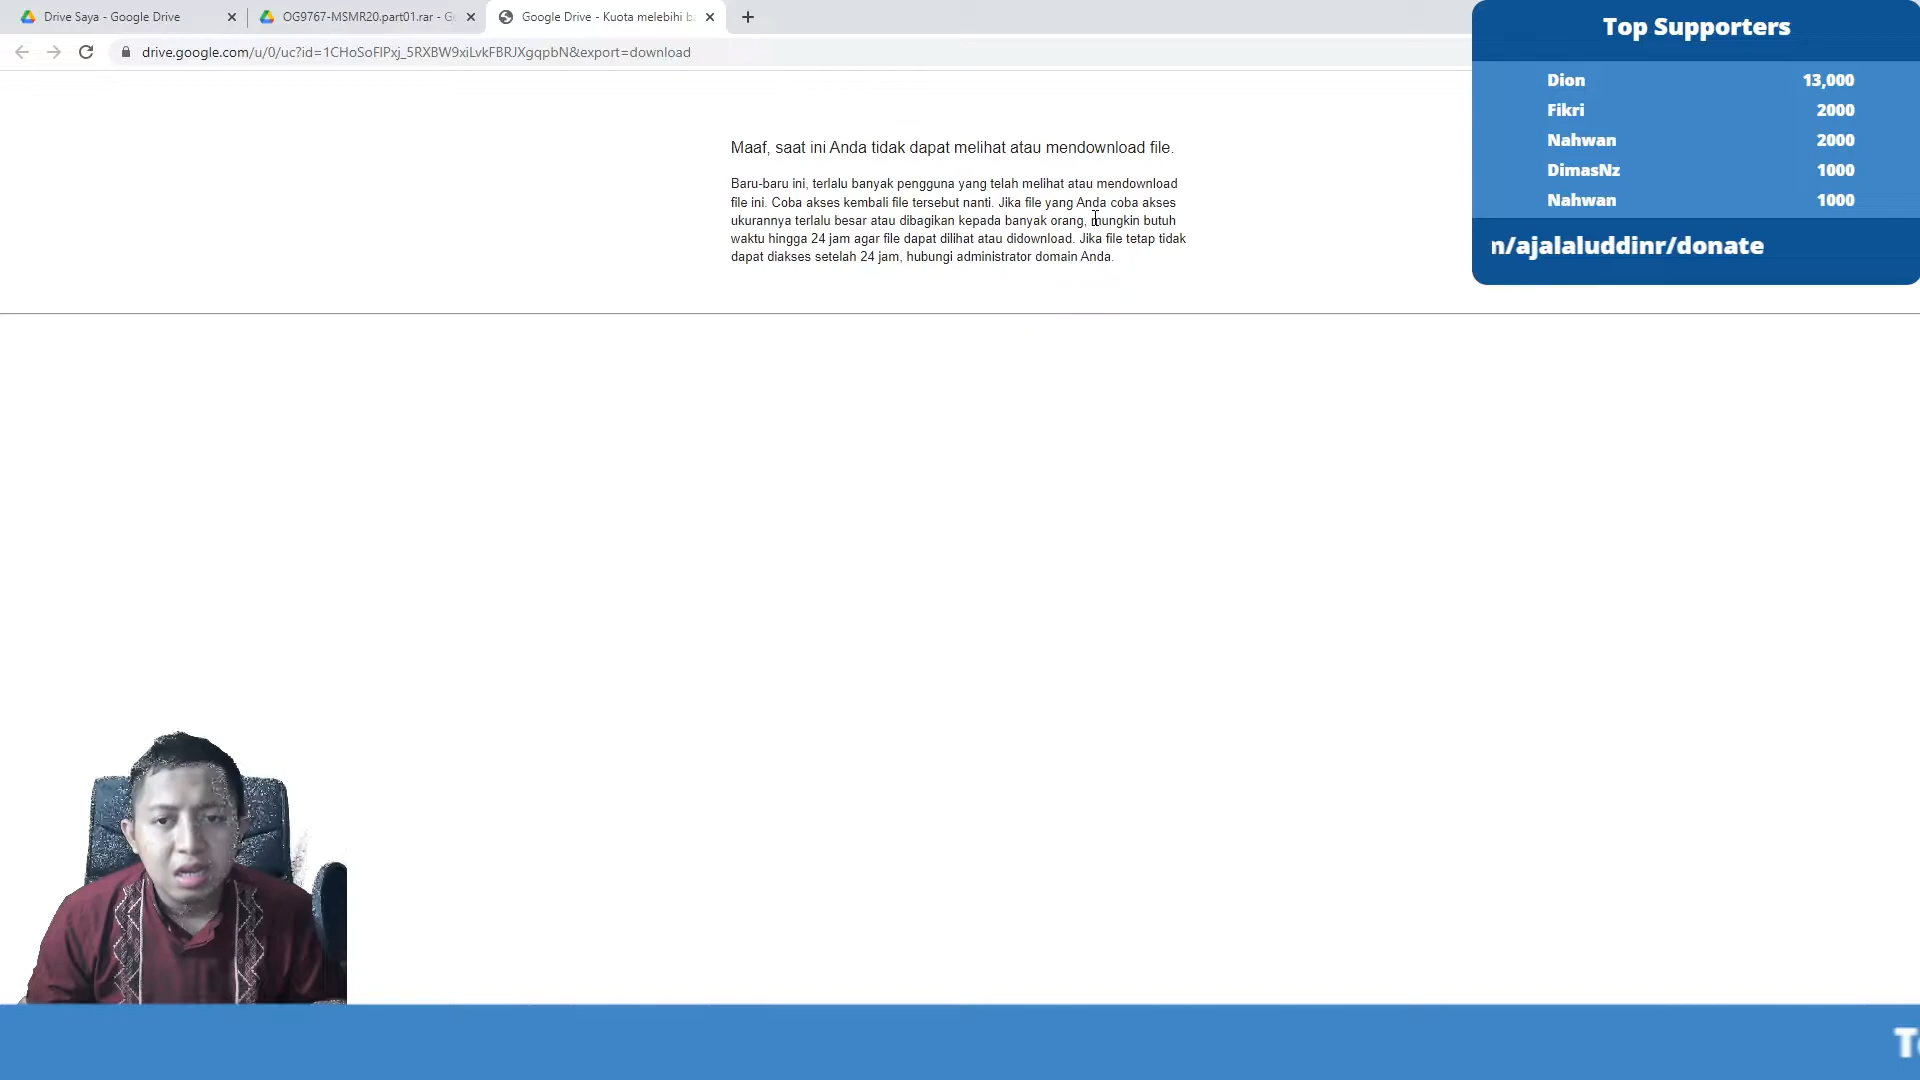 Drive Saya - Google Drive
OG9767-MSMR20.part01.rar - G
Google Drive - Kuota melebihi b
drive.google.com/u/0/uc?id=1CHoSoFlPxj_5RXBW9xiLvkFBRJXgqpbN&export=download
Maaf, saat ini Anda tidak dapat melihat atau mendownload file.
Baru-baru ini, terlalu banyak pengguna yang telah melihat atau mendownload
file ini. Coba akses kembali file tersebut nanti. Jika file yang Anda coba akses
ukurannya terlalu besar atau dibagikan kepada banyak orang, mungkin butuh
waktu hingga 24 jam agar file dapat dilihat atau didownload. Jika file tetap tidak
dapat diakses setelah 24 jam, hubungi administrator domain Anda.
Top Supporters
Dion 13,000
Fikri 2000
Nahwan 2000
DimasNz 1000
Nahwan 1000
n/ajalaluddinr/donate